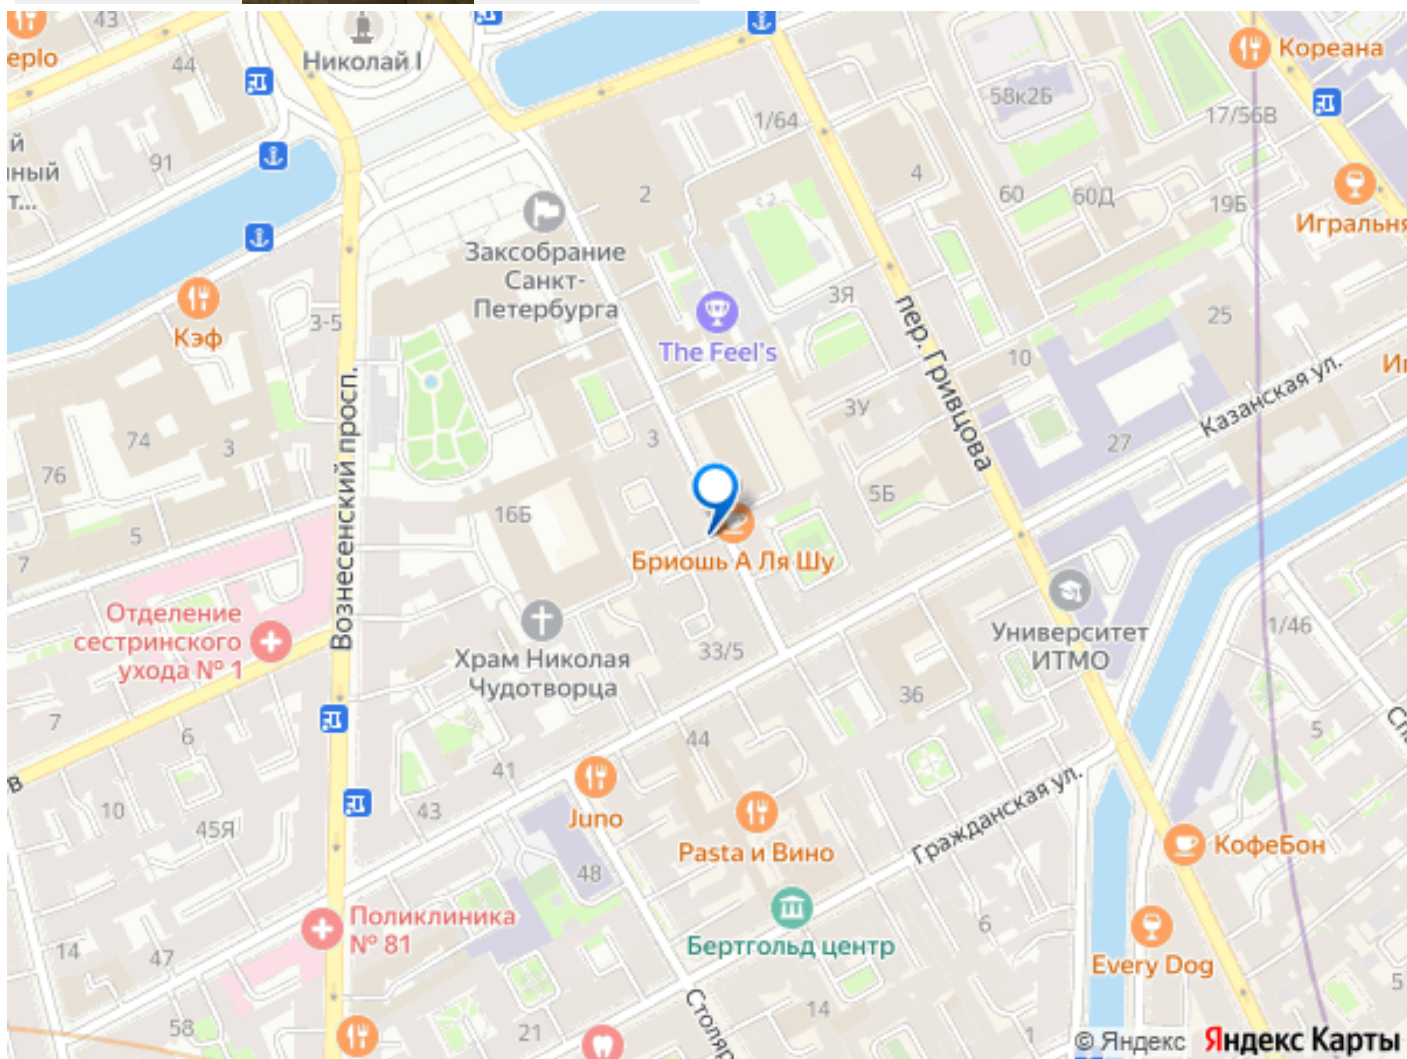 43
eplo
44
Николай I
Кореана
58к2Б
17/56В
1/64
й
нный
т...
91
2
4
60
60Д
19Б
Игральня
Заксобрание
Санкт-
Петербурга
Кэф
3-5
The Feel's
3Я
пер. Гривцова
25
10
Казанская ул.
Вознесенский просп.
74
3
76
3
3У
27
16Б
5Б
5
7
Бриошь А Ля Шу
Отделение
сестринского
ухода № 1
Храм Николая
Чудотворца
33/5
Университет
ИТМО
1/46
36
7
6
44
5
41
10
43
45Я
Juno
Pasta и Вино
Гражданская ул.
КофеБон
48
Поликлиника
№ 81
Бертгольд центр
6
Every Dog
14
47
5
14
58
21
Столяр
1
© Яндекс
Яндекс Карты